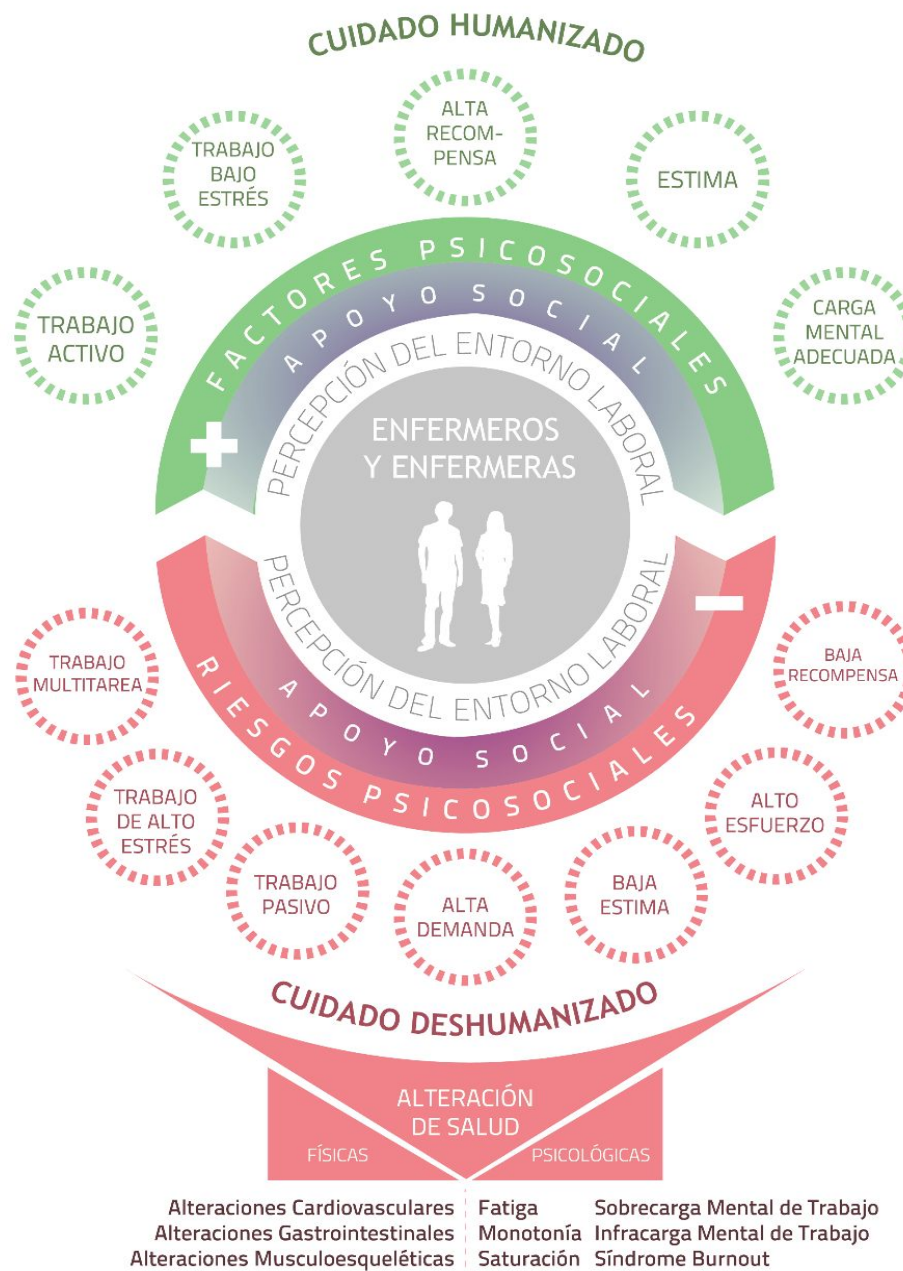 CUIDADO HUMANIZADO
ALTA
RECOM-
PENSA
TRABAJO
BAJO
ESTRÉS
ESTIMA
TRABAJO
ACTIVO
CARGA
MENTAL
ADECUADA
FACTORES PSICOSOCIALES
APOYO SOCIAL
PERCEPCIÓN DEL ENTORNO LABORAL
+
ENFERMEROS
Y ENFERMERAS
PERCEPCIÓN DEL ENTORNO LABORAL
APOYO SOCIAL
RIESGOS PSICOSOCIALES
−
TRABAJO
MULTITAREA
BAJA
RECOMPENSA
TRABAJO
DE ALTO
ESTRÉS
ALTO
ESFUERZO
TRABAJO
PASIVO
ALTA
DEMANDA
BAJA
ESTIMA
CUIDADO DESHUMANIZADO
ALTERACIÓN
DE SALUD
FÍSICAS
PSICOLÓGICAS
Alteraciones Cardiovasculares
Alteraciones Gastrointestinales
Alteraciones Musculoesqueléticas
Fatiga
Monotonía
Saturación
Sobrecarga Mental de Trabajo
Infracarga Mental de Trabajo
Síndrome Burnout